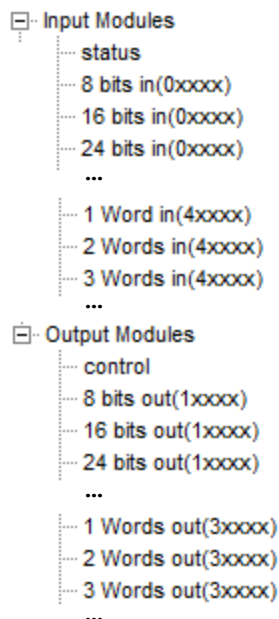 Input Modules
status
8 bits in(0xxxx)
16 bits in(0xxxx)
24 bits in(0xxxx)
...
1 Word in(4xxxx)
2 Words in(4xxxx)
3 Words in(4xxxx)
...
Output Modules
control
8 bits out(1xxxx)
16 bits out(1xxxx)
24 bits out(1xxxx)
...
1 Words out(3xxxx)
2 Words out(3xxxx)
3 Words out(3xxxx)
...